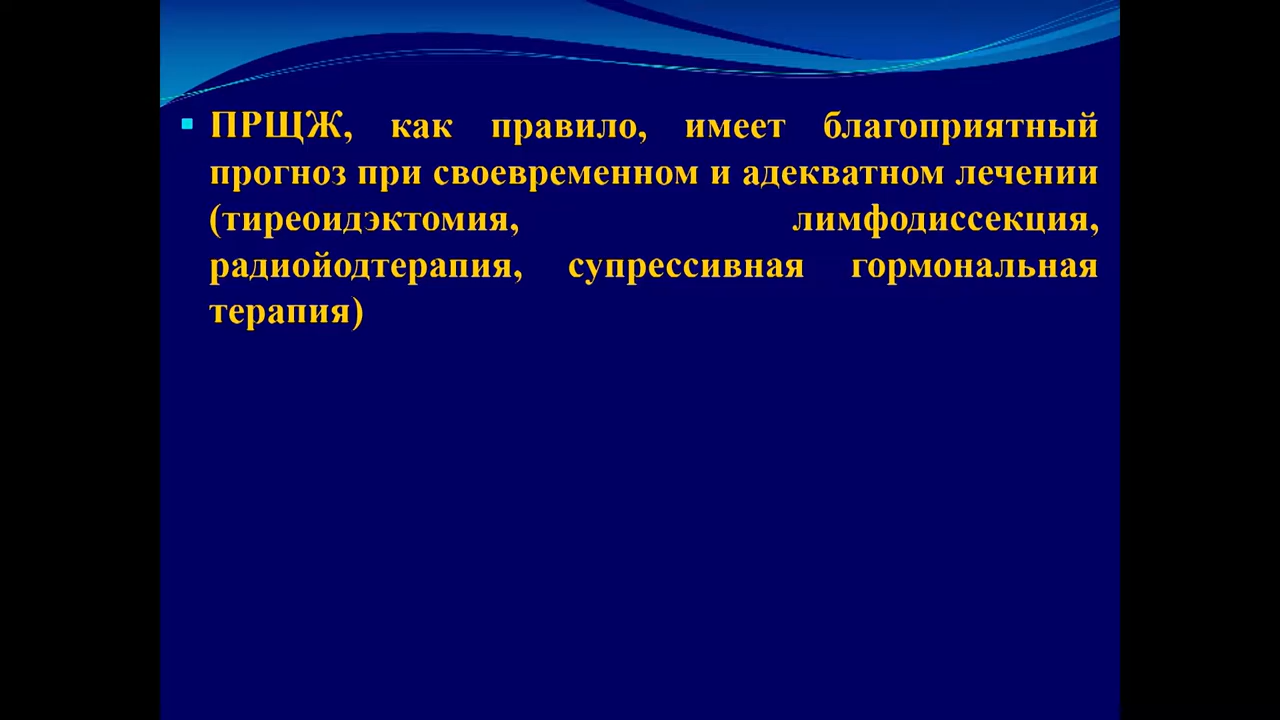 ПРЩЖ, как правило, имеет благоприятный
прогноз при своевременном и адекватном лечении
(тиреоидэктомия, лимфодиссекция,
радиойодтерапия, супрессивная гормональная
терапия)